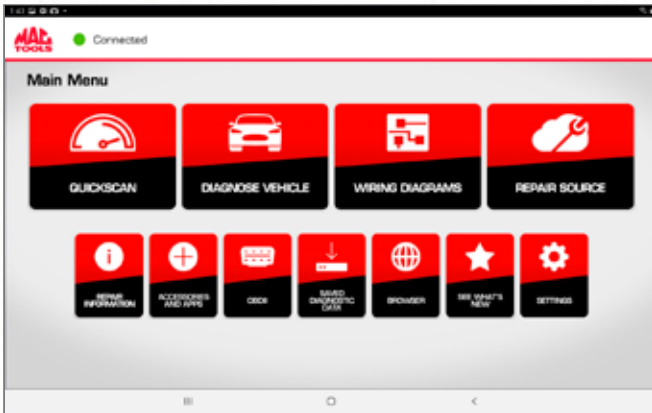 MAC
TOOLS
Connected
Main Menu
QUICKSCAN
DIAGNOSE VEHICLE
WIRING DIAGRAMS
REPAIR SOURCE
REPAIR
INFORMATION
ACCESSORIES
AND APPS
OBDII
SAVED
DIAGNOSTIC
DATA
BROWSER
SEE WHAT'S
NEW
SETTINGS